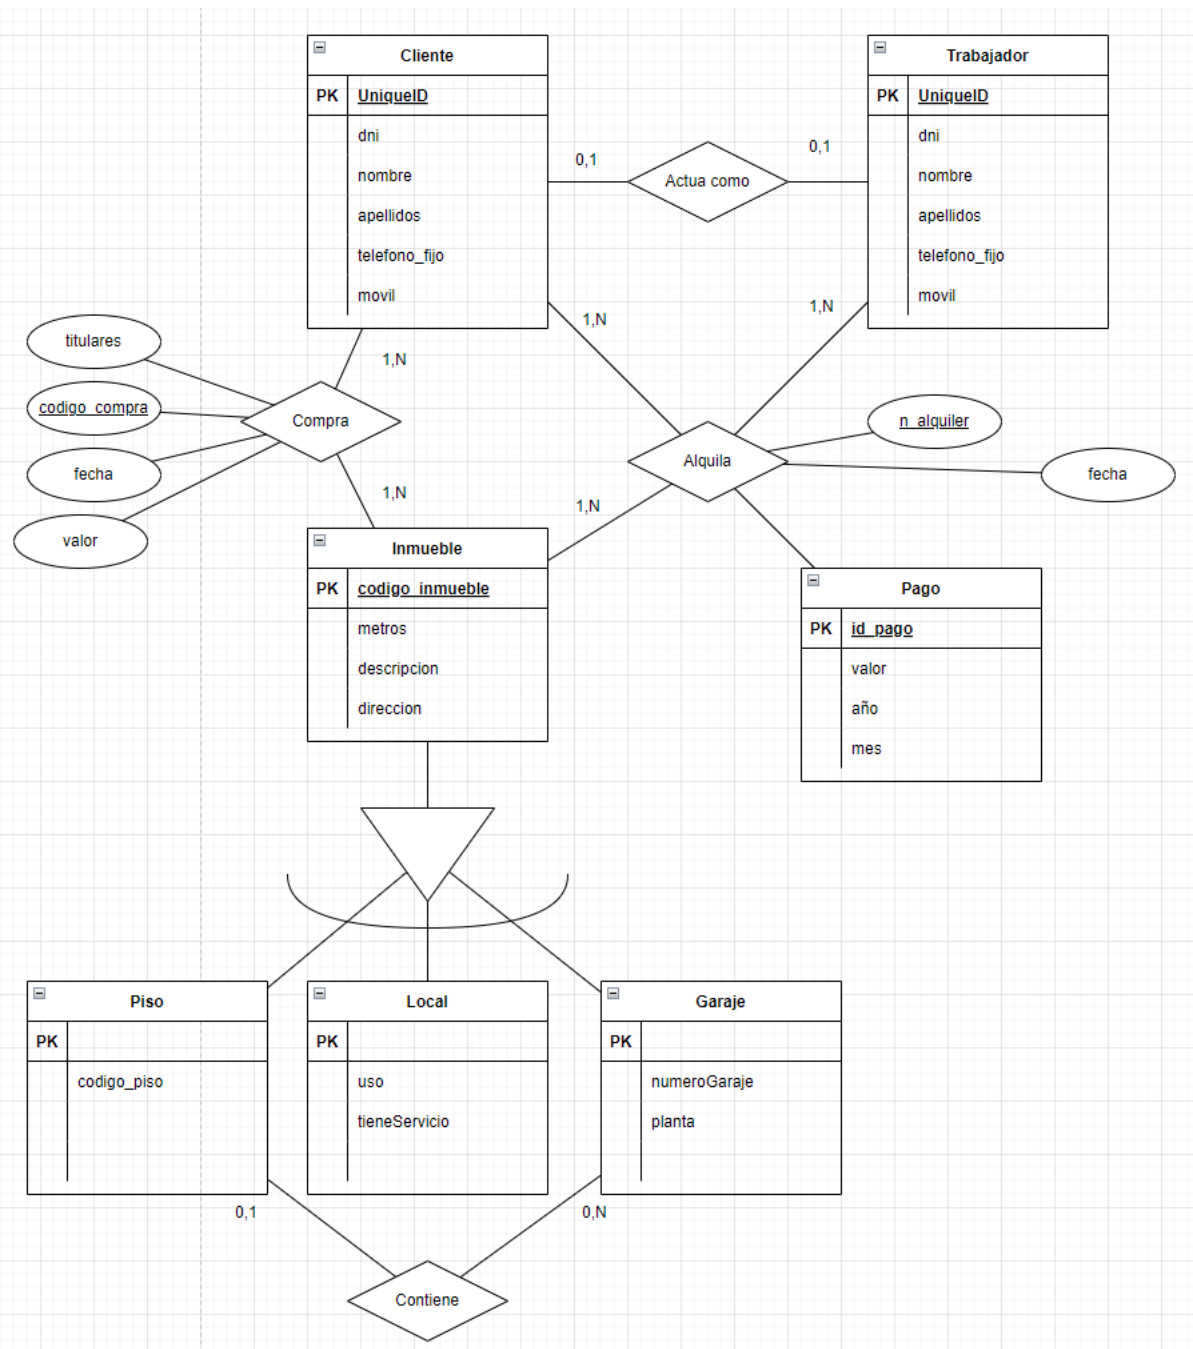 Cliente
PK UniqueID
dni
nombre
apellidos
telefono_fijo
movil
Trabajador
PK UniqueID
dni
nombre
apellidos
telefono_fijo
movil
0,1
Actua como
0,1
1,N
1,N
1,N
titulares
codigo_compra
fecha
valor
Compra
1,N
Alquila
n_alquiler
fecha
1,N
Inmueble
PK codigo_inmueble
metros
descripcion
direccion
Pago
PK id_pago
valor
año
mes
Piso
PK
codigo_piso
Local
PK
uso
tieneServicio
Garaje
PK
numeroGaraje
planta
0,1
0,N
Contiene